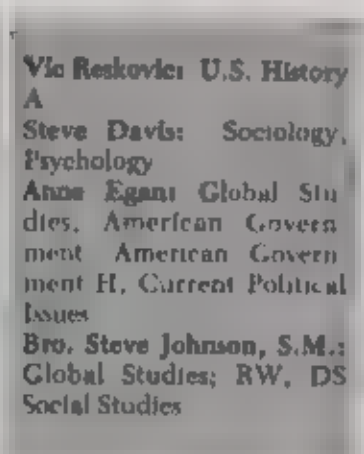 Vic Reskovic: U.S. History
A
Steve Davis: Sociology,
Psychology
Anne Egan: Global Stu
dies, American Govern
ment American Govern
ment H, Current Political
Issues
Bro. Steve Johnson, S.M.:
Global Studies; RW, DS
Social Studies